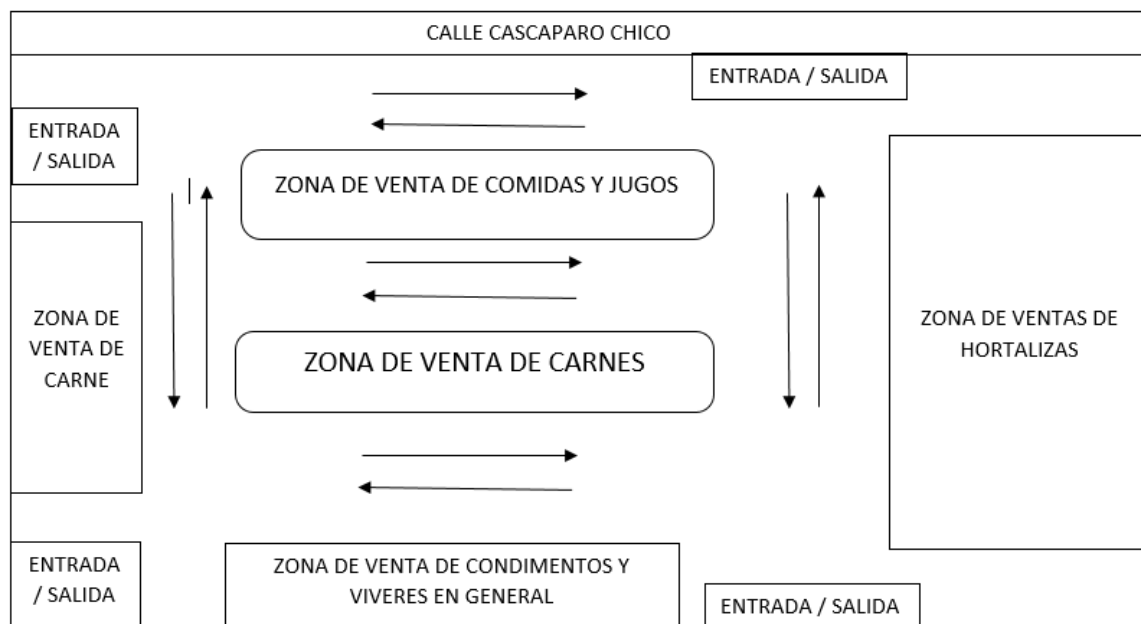 CALLE CASCAPARO CHICO
ENTRADA / SALIDA
ENTRADA
/ SALIDA
ZONA DE VENTA DE COMIDAS Y JUGOS
ZONA DE
VENTA DE
CARNE
ZONA DE VENTA DE CARNES
ZONA DE VENTAS DE
HORTALIZAS
ENTRADA
/ SALIDA
ZONA DE VENTA DE CONDIMENTOS Y
VIVERES EN GENERAL
ENTRADA / SALIDA